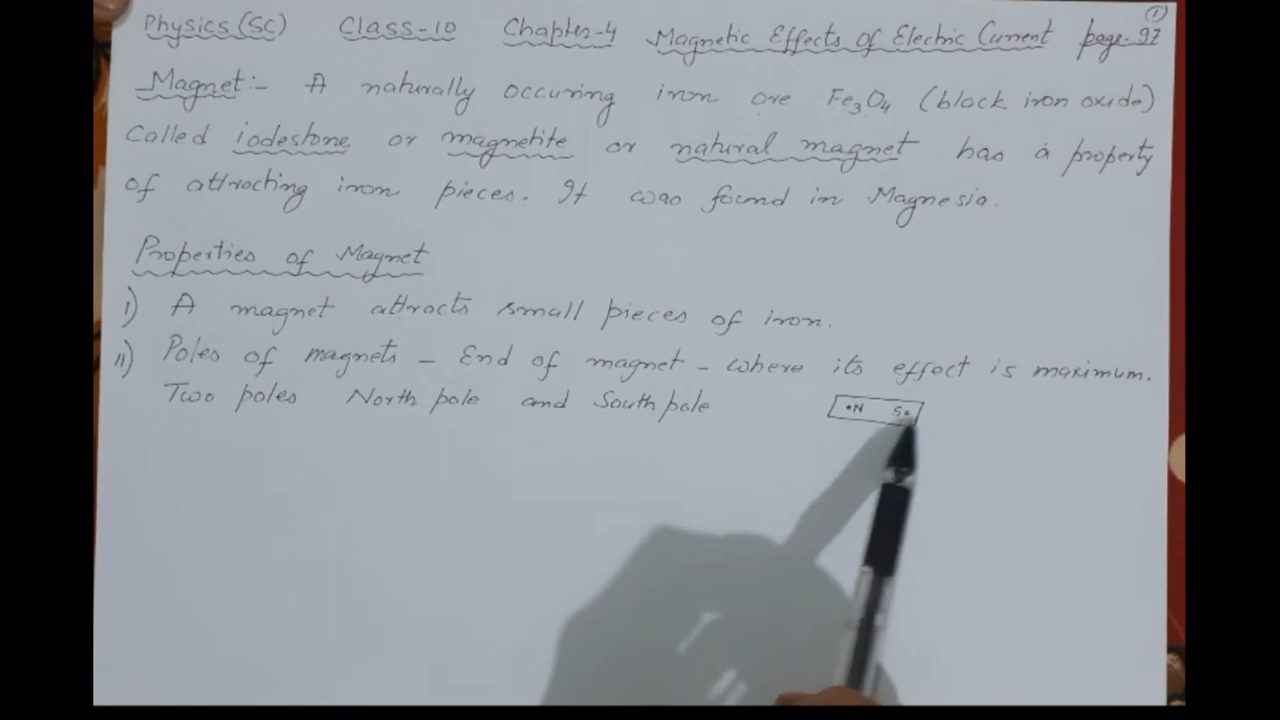 ①
Physics (Sc) Class-10 Chapter-4 Magnetic Effects of Electric Current page-97
Magnet:- A naturally occuring iron ore Fe₃O₄ (black iron oxide)
called iodestone or magnetite or natural magnet has a property
of attracting iron pieces. It was found in Magnesia.
Properties of Magnet
i) A magnet attracts small pieces of iron.
ii) Poles of magnets - End of magnet - where its effect is maximum.
Two poles North pole and South pole
N S